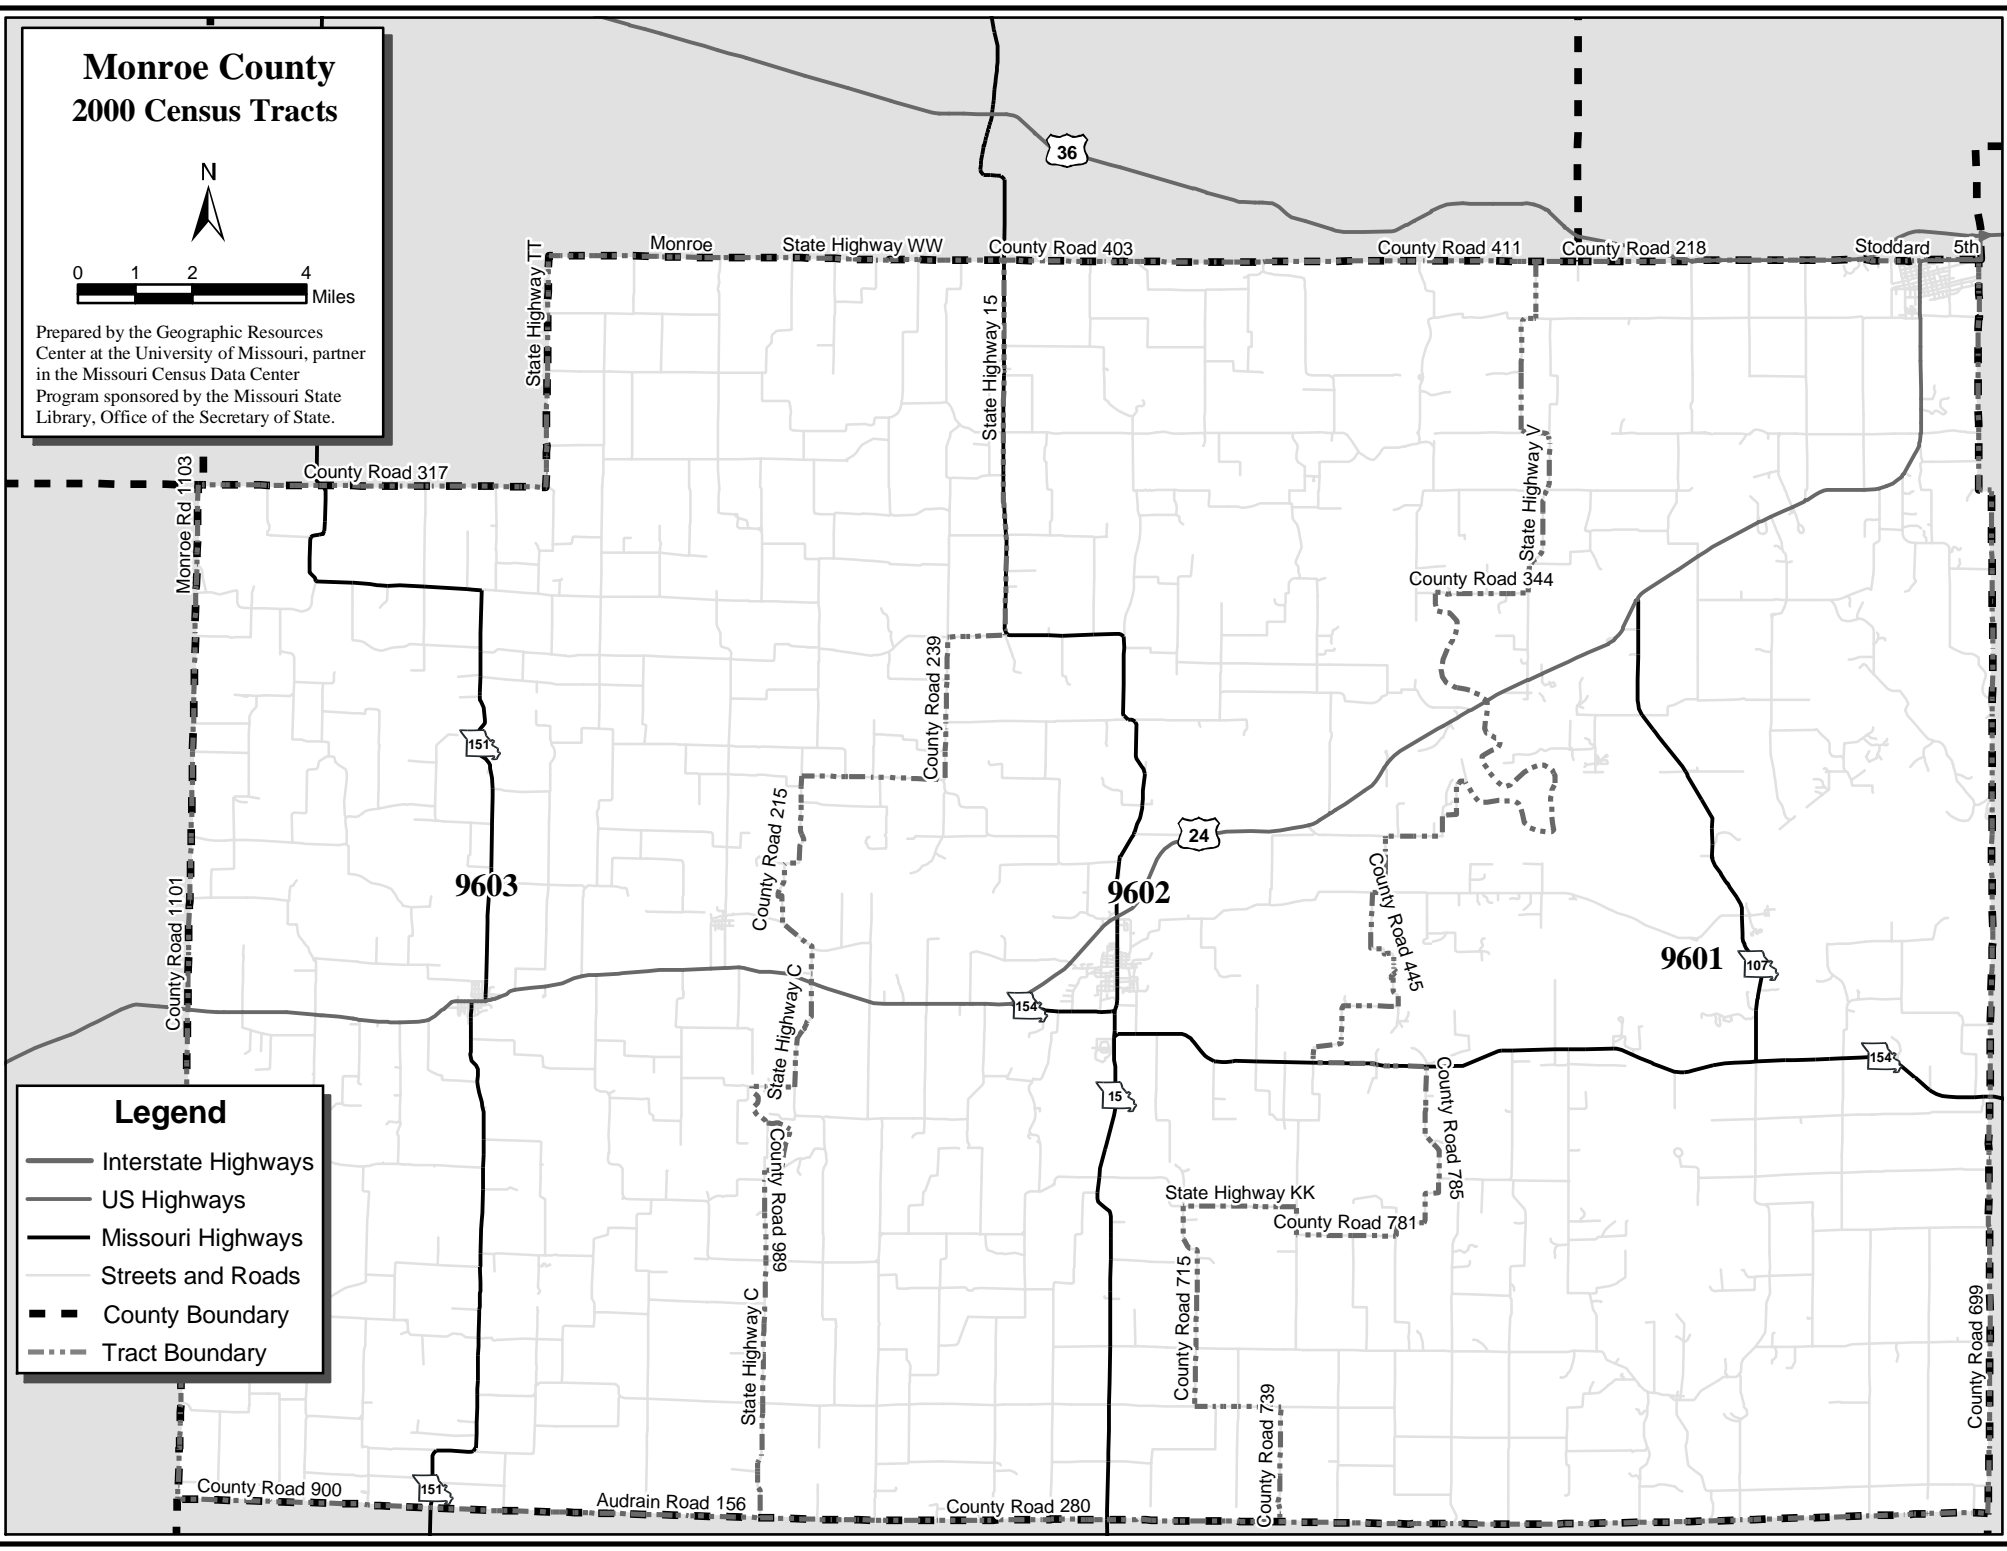 Monroe County
2000 Census Tracts
N
0 1 2 4
Miles
Prepared by the Geographic Resources
Center at the University of Missouri, partner
in the Missouri Census Data Center
Program sponsored by the Missouri State
Library, Office of the Secretary of State.
36
Monroe
State Highway WW
County Road 403
County Road 411
County Road 218
Stoddard
5th
State Highway TT
State Highway 15
State Highway V
County Road 317
Monroe Rd 1103
County Road 344
County Road 239
151
County Road 215
24
9603
9602
County Road 445
County Road 1101
9601
107
State Highway C
154
154
15
County Road 785
County Road 989
State Highway KK
County Road 781
County Road 715
State Highway C
County Road 739
County Road 699
Legend
Interstate Highways
US Highways
Missouri Highways
Streets and Roads
County Boundary
Tract Boundary
County Road 900
151
Audrain Road 156
County Road 280